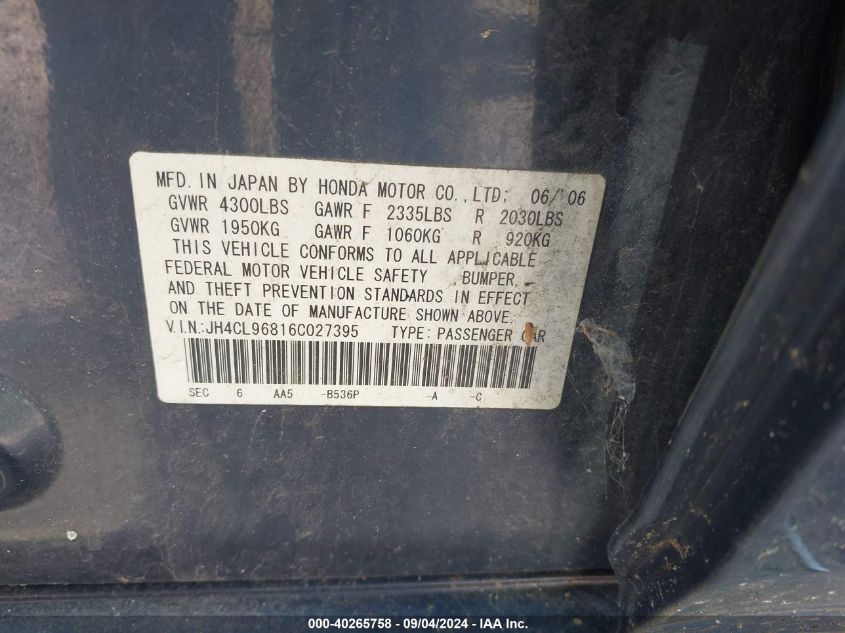 MFD. IN JAPAN BY HONDA MOTOR CO.,LTD; 06/'06
GVWR 4300LBS GAWR F 2335LBS R 2030LBS
GVWR 1950KG GAWR F 1060KG R 920KG
THIS VEHICLE CONFORMS TO ALL APPLICABLE
FEDERAL MOTOR VEHICLE SAFETY, BUMPER,
AND THEFT PREVENTION STANDARDS IN EFFECT
ON THE DATE OF MANUFACTURE SHOWN ABOVE.
V.I.N.:JH4CL96816C027395 TYPE: PASSENGER CAR
SEC 6 AA5 -B536P -A -C
000-40265758 - 09/04/2024 - IAA Inc.